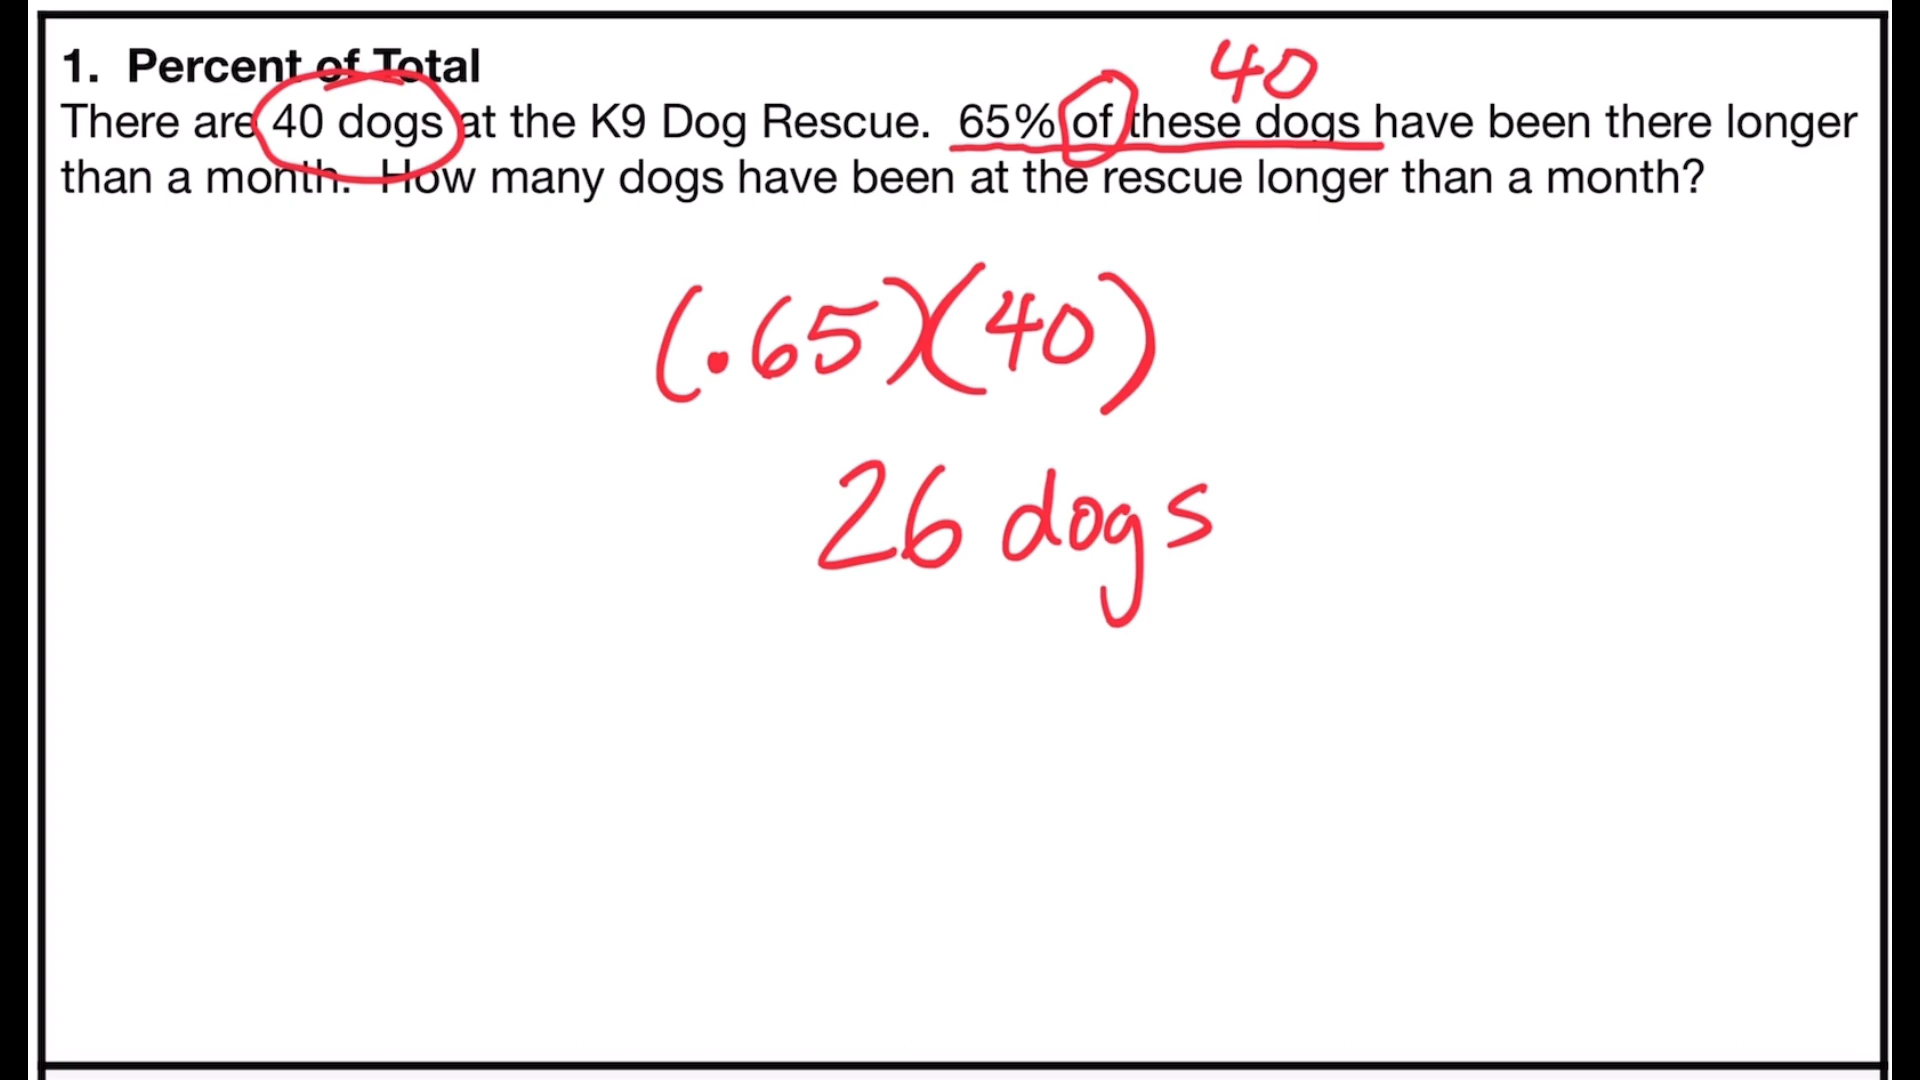 1. Percent of Total
40
There are 40 dogs at the K9 Dog Rescue. 65% of these dogs have been there longer
than a month. How many dogs have been at the rescue longer than a month?
(.65)(40)
26 dogs